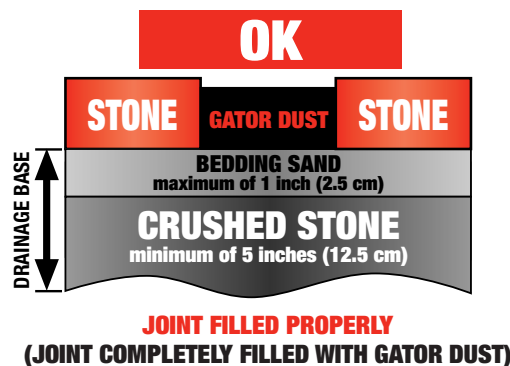 OK
STONE GATOR DUST STONE
BEDDING SAND
maximum of 1 inch (2.5 cm)
CRUSHED STONE
minimum of 5 inches (12.5 cm)
DRAINAGE BASE
JOINT FILLED PROPERLY
(JOINT COMPLETELY FILLED WITH GATOR DUST)